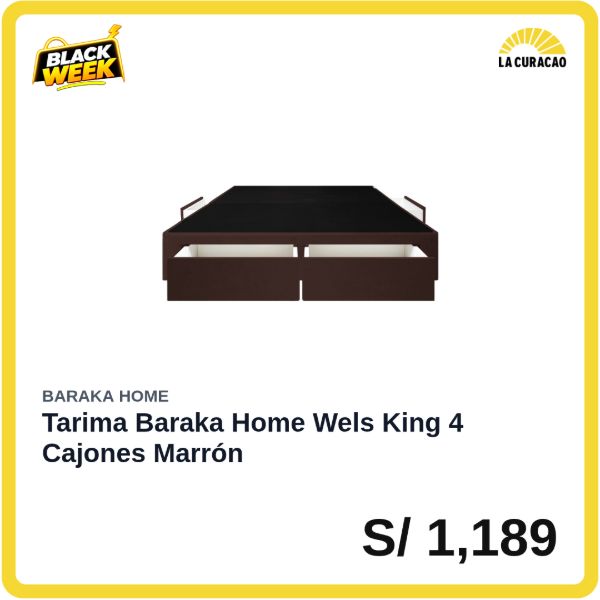 BLACK
WEEK
LA CURACAO
BARAKA HOME
Tarima Baraka Home Wels King 4
Cajones Marrón
S/ 1,189